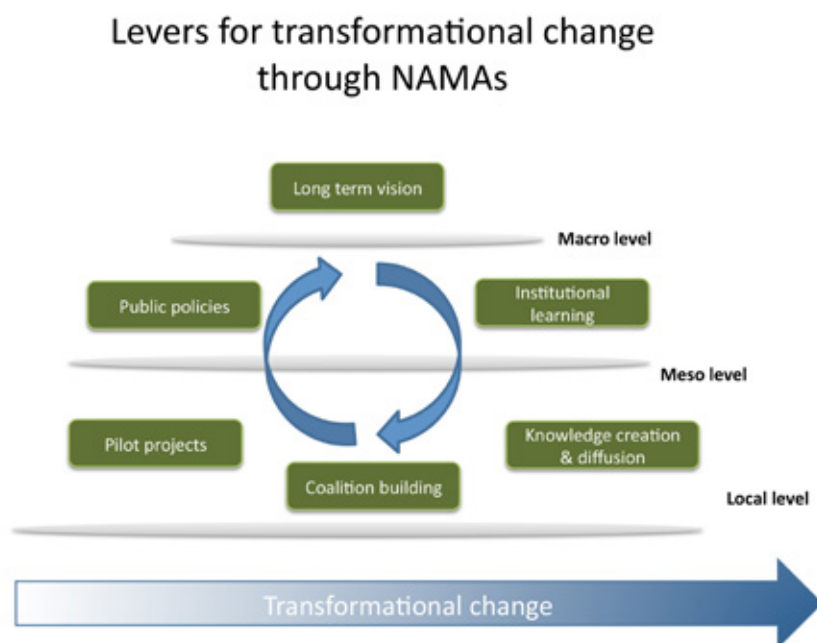 Levers for transformational change
through NAMAs
Long term vision
Macro level
Public policies
Institutional
learning
Meso level
Pilot projects
Knowledge creation
& diffusion
Coalition building
Local level
Transformational change